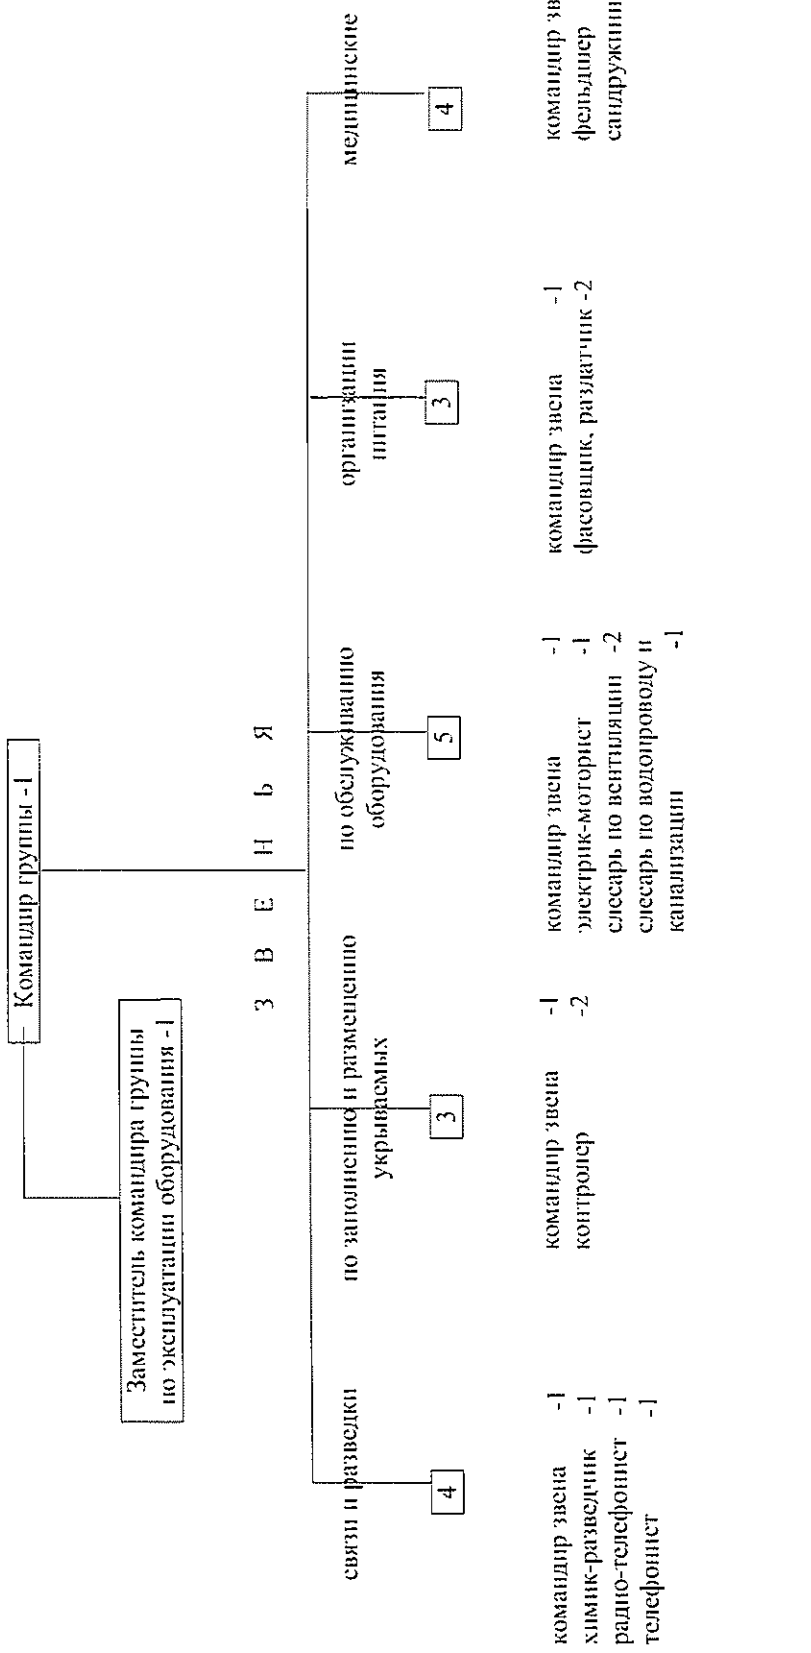 Командир группы -1
Заместитель командира группы
по эксплуатации оборудования -1
З В Е Н Ь Я
связи и разведки
4
командир звена -1
химик-разведчик -1
радио-телефонист -1
телефонист -1
по заполнению и размещению
укрываемых
3
командир звена -1
контролер -2
по обслуживанию
оборудования
5
командир звена -1
электрик-моторист -1
слесарь по вентиляции -2
слесарь по водопроводу и
канализации -1
организации
питания
3
командир звена -1
фасовщик, раздатчик -2
медицинские
4
командир
фельдшер